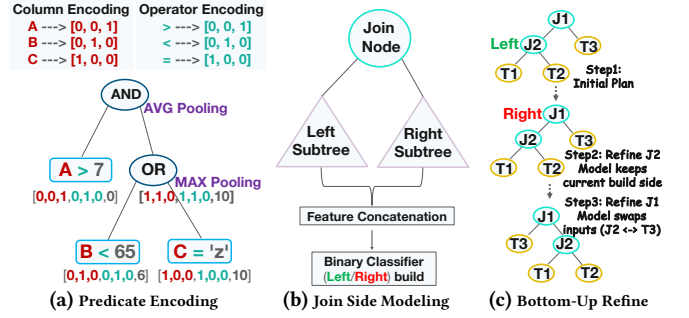 Column Encoding
A ---> [0, 0, 1]
B ---> [0, 1, 0]
C ---> [1, 0, 0]
Operator Encoding
> ---> [0, 0, 1]
< ---> [0, 1, 0]
= ---> [1, 0, 0]
AND
AVG Pooling
A > 7
[0,0,1,0,1,0,0]
OR
MAX Pooling
[1,1,0,1,1,0,10]
B < 65
[0,1,0,0,1,0,6]
C = 'z'
[1,0,0,1,0,0,10]
(a) Predicate Encoding
Join
Node
Left
Subtree
Right
Subtree
Feature Concatenation
Binary Classifier
(Left/Right) build
(b) Join Side Modeling
J1
Left
J2
T3
T1
T2
Step1:
Initial Plan
Right
J1
J2
T3
T1
T2
Step2: Refine J2
Model keeps
current build side
Step3: Refine J1
Model swaps
inputs (J2 <-> T3)
J1
T3
J2
T1
T2
(c) Bottom-Up Refine